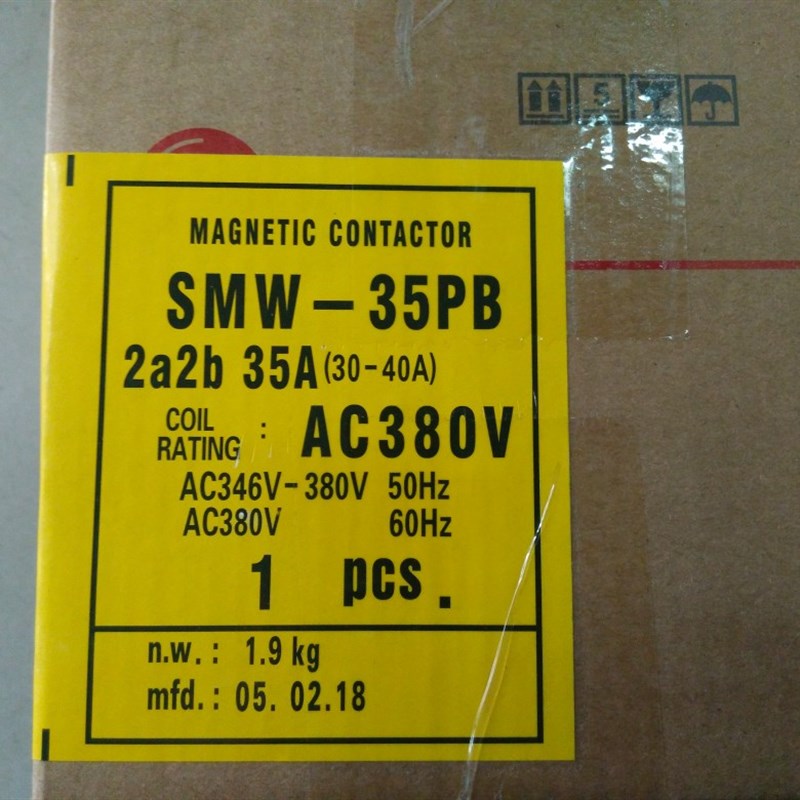 5
MAGNETIC CONTACTOR
SMW-35PB
2a2b 35A (30-40A)
COIL RATING : AC380V
AC346V-380V 50Hz
AC380V 60Hz
1 pcs.
n.w.: 1.9 kg
mfd.: 05. 02.18